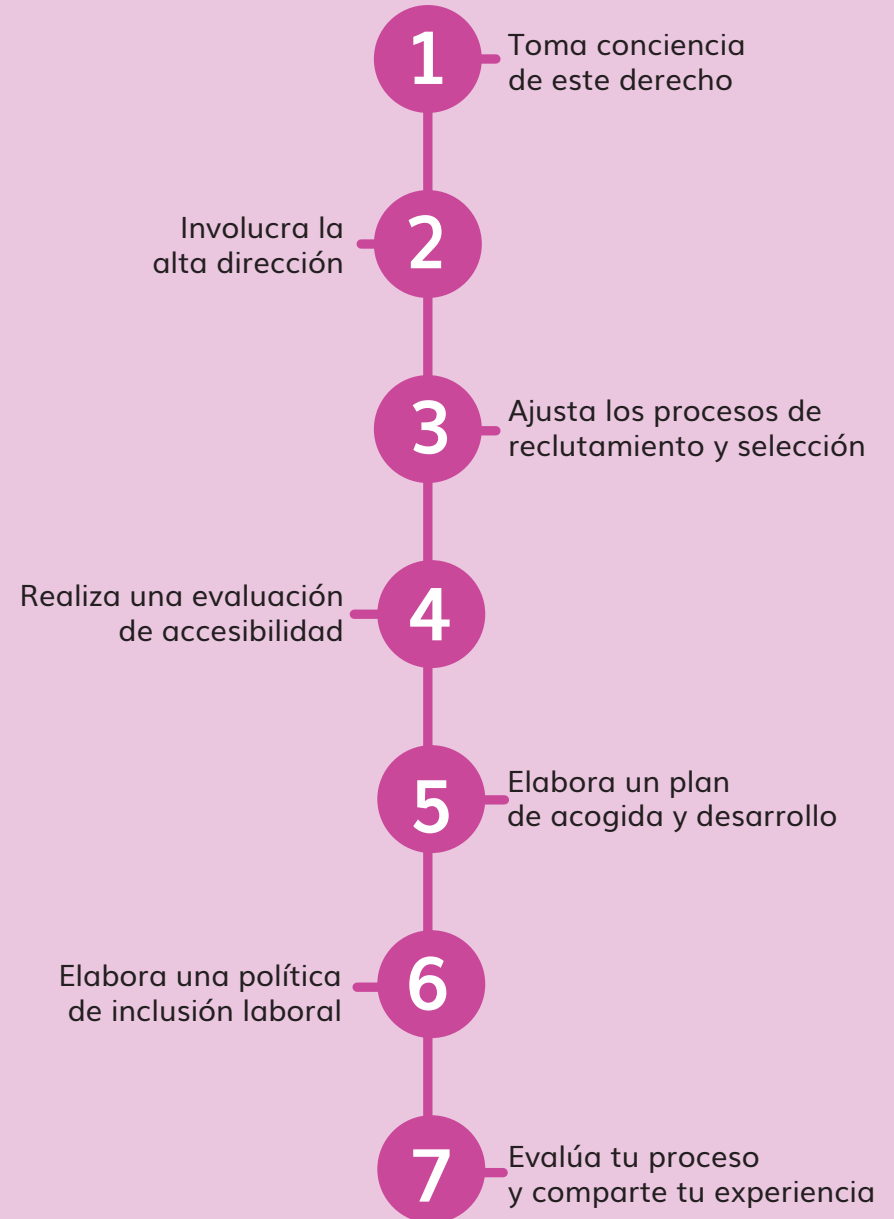 1
Toma conciencia
de este derecho
2
Involucra la
alta dirección
3
Ajusta los procesos de
reclutamiento y selección
4
Realiza una evaluación
de accesibilidad
5
Elabora un plan
de acogida y desarrollo
6
Elabora una política
de inclusión laboral
7
Evalúa tu proceso
y comparte tu experiencia